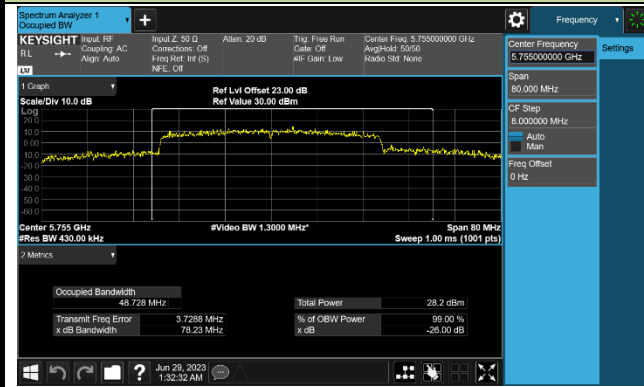 Spectrum Analyzer 1
Occupied BW
Frequency
KEYSIGHT Input: RF Input Z: 50 Ω Atten: 20 dB Trig: Free Run Center Freq: 5.755000000 GHz
RL Coupling: AC Corrections: Off Gate: Off Avg|Hold: 50/50
Align: Auto Freq Ref: Int (S) #IF Gain: Low Radio Std: None
NFE: Off
LXI
Center Frequency
5.755000000 GHz
Settings
Span
80.000 MHz
CF Step
8.000000 MHz
Auto
Man
Freq Offset
0 Hz
1 Graph
Ref Lvl Offset 23.00 dB
Scale/Div 10.0 dB Ref Value 30.00 dBm
Log
20.0
10.0
0.00
-10.0
-20.0
-30.0
-40.0
-50.0
-60.0
Center 5.755 GHz #Video BW 1.3000 MHz* Span 80 MHz
#Res BW 430.00 kHz Sweep 1.00 ms (1001 pts)
2 Metrics
Occupied Bandwidth
48.728 MHz Total Power 28.2 dBm
Transmit Freq Error 3.7288 MHz % of OBW Power 99.00 %
x dB Bandwidth 78.23 MHz x dB -26.00 dB
Jun 29, 2023
1:32:32 AM